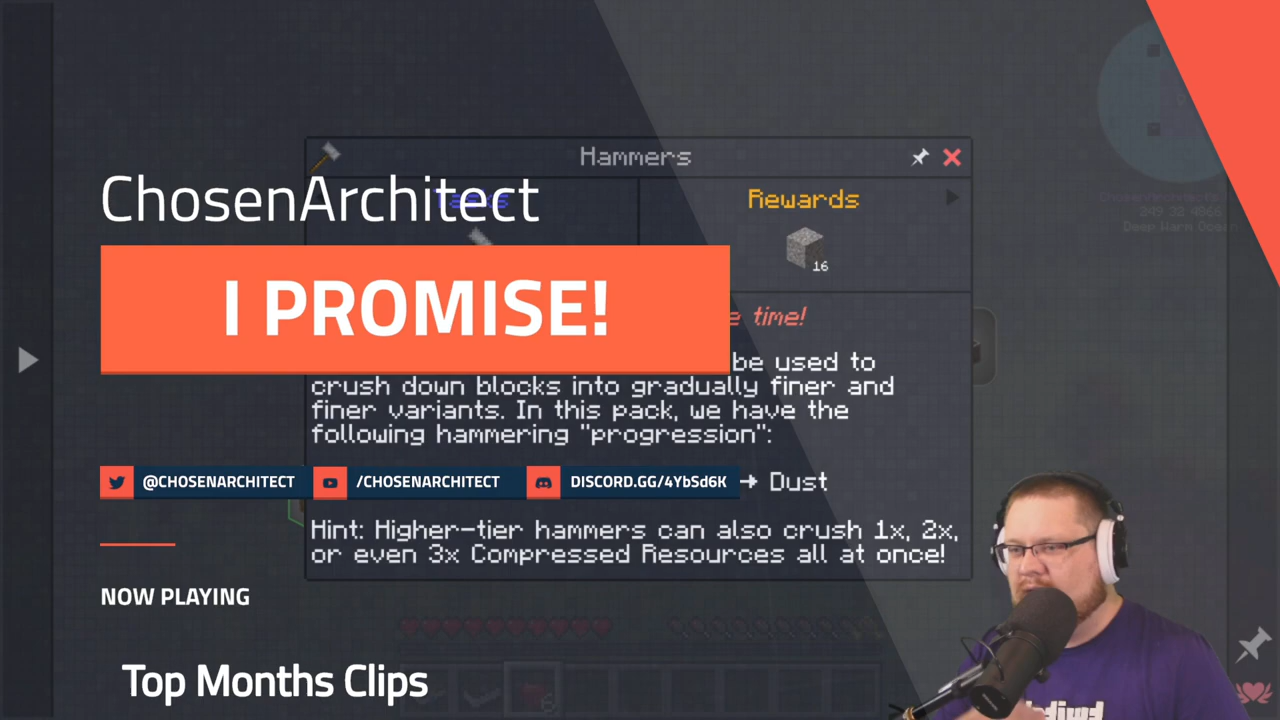 Hammers
ChosenArchitect
Tasks
Rewards
16
I PROMISE!
e time!
be used to
crush down blocks into gradually finer and
finer variants. In this pack, we have the
following hammering "progression":
@CHOSENARCHITECT
/CHOSENARCHITECT
DISCORD.GG/4YbSd6K
→ Dust
Hint: Higher-tier hammers can also crush 1x, 2x,
or even 3x Compressed Resources all at once!
NOW PLAYING
Top Months Clips